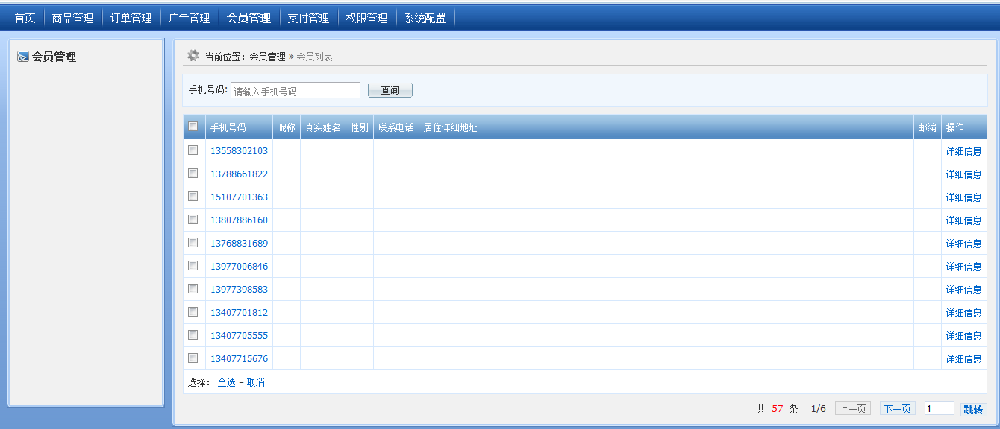 首页 商品管理 订单管理 广告管理 会员管理 支付管理 权限管理 系统配置
会员管理
当前位置：会员管理 » 会员列表
手机号码: 请输入手机号码 查询
手机号码 昵称 真实姓名 性别 联系电话 居住详细地址 邮编 操作
13558302103 详细信息
13788661822 详细信息
15107701363 详细信息
13807886160 详细信息
13768831689 详细信息
13977006846 详细信息
13977398583 详细信息
13407701812 详细信息
13407705555 详细信息
13407715676 详细信息
选择： 全选 - 取消
共 57 条 1/6 上一页 下一页 1 跳转